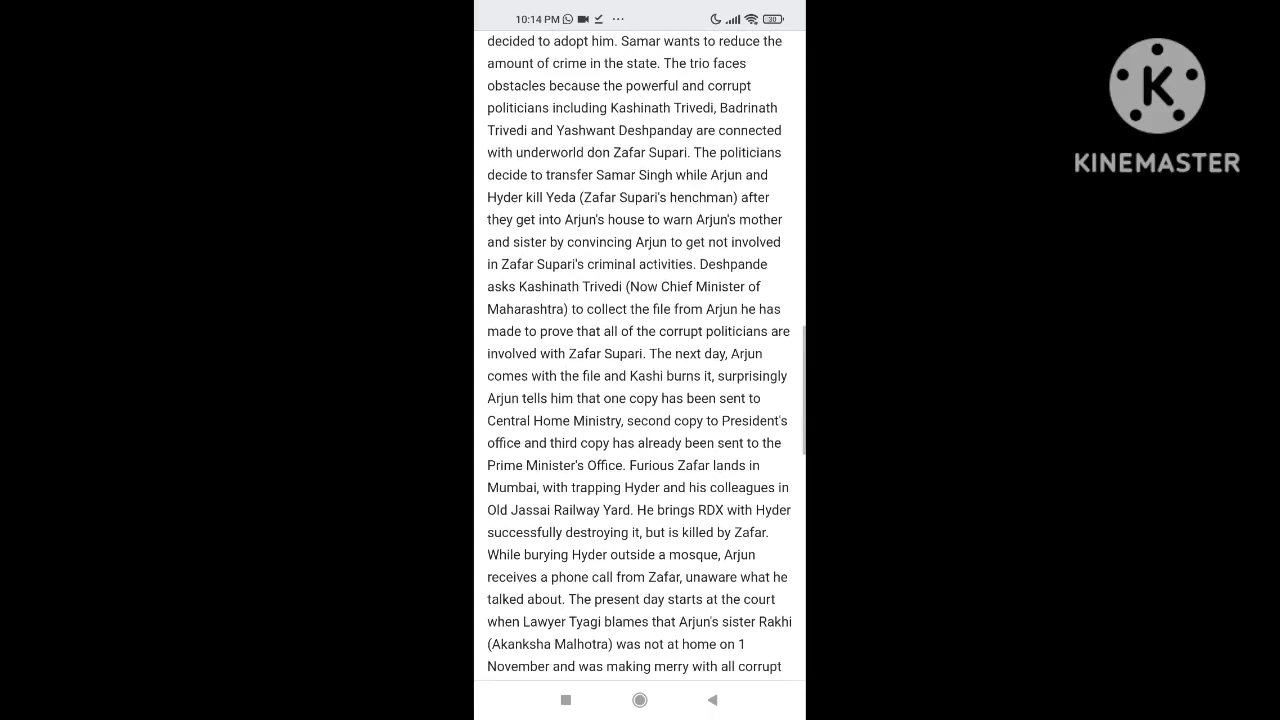 10:14 PM
30
decided to adopt him. Samar wants to reduce the
amount of crime in the state. The trio faces
obstacles because the powerful and corrupt
politicians including Kashinath Trivedi, Badrinath
Trivedi and Yashwant Deshpanday are connected
with underworld don Zafar Supari. The politicians
decide to transfer Samar Singh while Arjun and
Hyder kill Yeda (Zafar Supari's henchman) after
they get into Arjun's house to warn Arjun's mother
and sister by convincing Arjun to get not involved
in Zafar Supari's criminal activities. Deshpande
asks Kashinath Trivedi (Now Chief Minister of
Maharashtra) to collect the file from Arjun he has
made to prove that all of the corrupt politicians are
involved with Zafar Supari. The next day, Arjun
comes with the file and Kashi burns it, surprisingly
Arjun tells him that one copy has been sent to
Central Home Ministry, second copy to President's
office and third copy has already been sent to the
Prime Minister's Office. Furious Zafar lands in
Mumbai, with trapping Hyder and his colleagues in
Old Jassai Railway Yard. He brings RDX with Hyder
successfully destroying it, but is killed by Zafar.
While burying Hyder outside a mosque, Arjun
receives a phone call from Zafar, unaware what he
talked about. The present day starts at the court
when Lawyer Tyagi blames that Arjun's sister Rakhi
(Akanksha Malhotra) was not at home on 1
November and was making merry with all corrupt
K
KINEMASTER